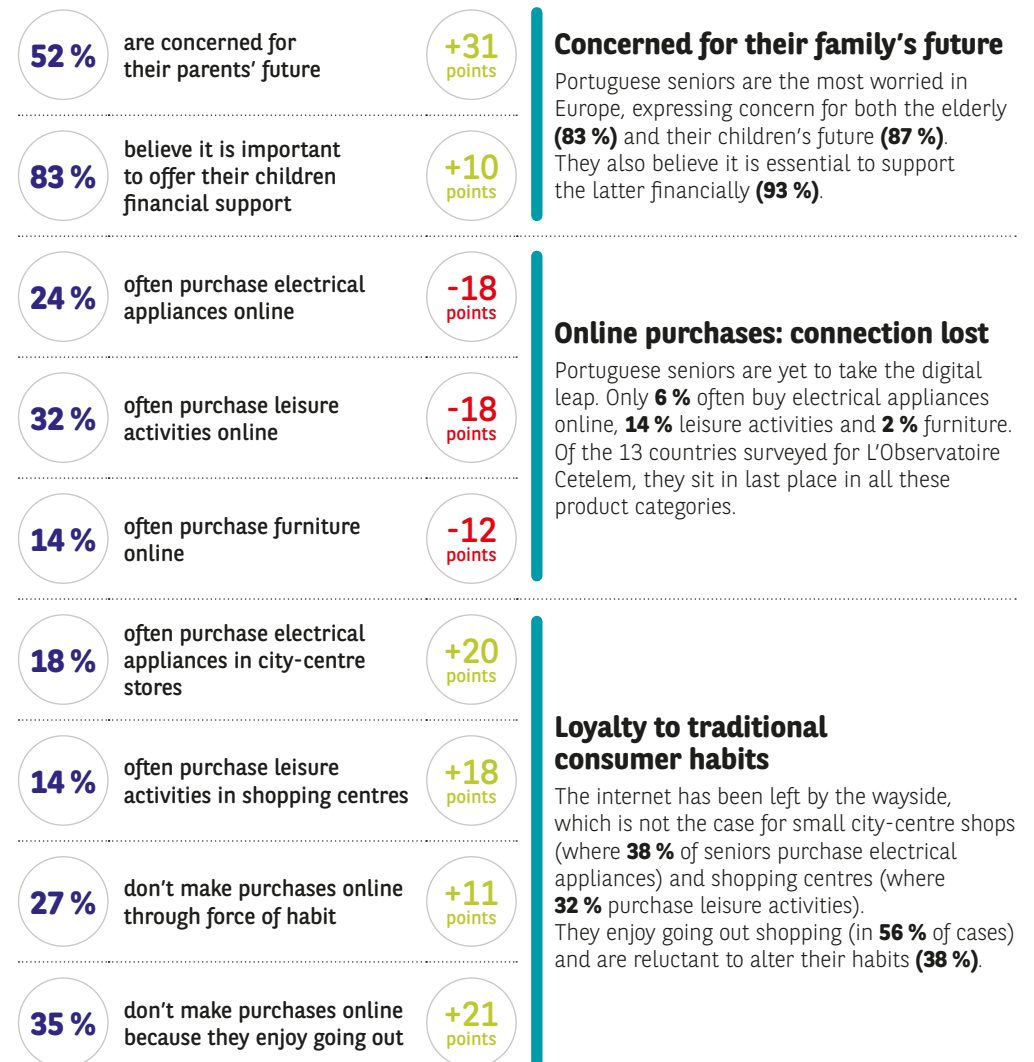 52 %
are concerned for
their parents’ future
+31
points
83 %
believe it is important
to offer their children
financial support
+10
points
Concerned for their family’s future
Portuguese seniors are the most worried in
Europe, expressing concern for both the elderly
(83 %) and their children’s future (87 %).
They also believe it is essential to support
the latter financially (93 %).
24 %
often purchase electrical
appliances online
-18
points
32 %
often purchase leisure
activities online
-18
points
14 %
often purchase furniture
online
-12
points
Online purchases: connection lost
Portuguese seniors are yet to take the digital
leap. Only 6 % often buy electrical appliances
online, 14 % leisure activities and 2 % furniture.
Of the 13 countries surveyed for L’Observatoire
Cetelem, they sit in last place in all these
product categories.
18 %
often purchase electrical
appliances in city-centre
stores
+20
points
14 %
often purchase leisure
activities in shopping centres
+18
points
27 %
don’t make purchases online
through force of habit
+11
points
35 %
don’t make purchases online
because they enjoy going out
+21
points
Loyalty to traditional
consumer habits
The internet has been left by the wayside,
which is not the case for small city-centre shops
(where 38 % of seniors purchase electrical
appliances) and shopping centres (where
32 % purchase leisure activities).
They enjoy going out shopping (in 56 % of cases)
and are reluctant to alter their habits (38 %).